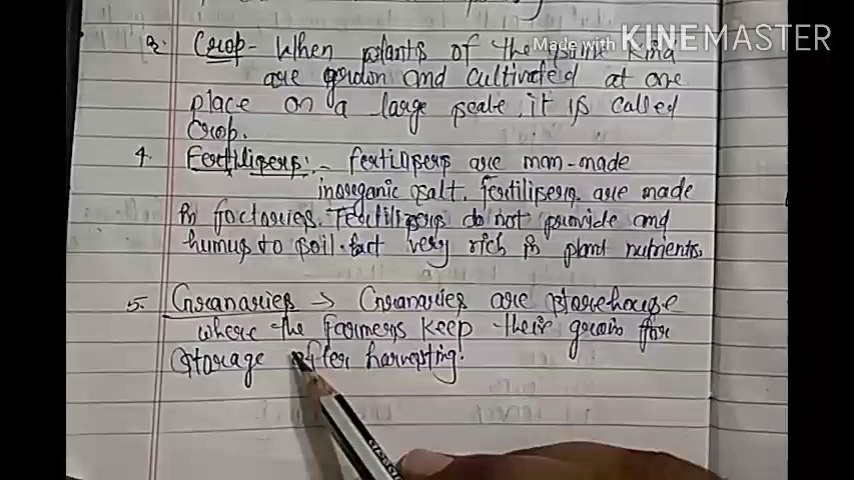 Made with KINEMASTER
2. Crop - When plants of the same kind
are grown and cultivated at one
place on a large scale, it is called
Crop.
4. Fertilisers:- fertilisers are man-made
inorganic salt. fertilisers are made
in factories. Fertilisers do not provide and
humus to soil. but very rich in plant nutrients.
5. Granaries → Granaries are storehouse
where the farmers keep their grain for
storage after harvesting.